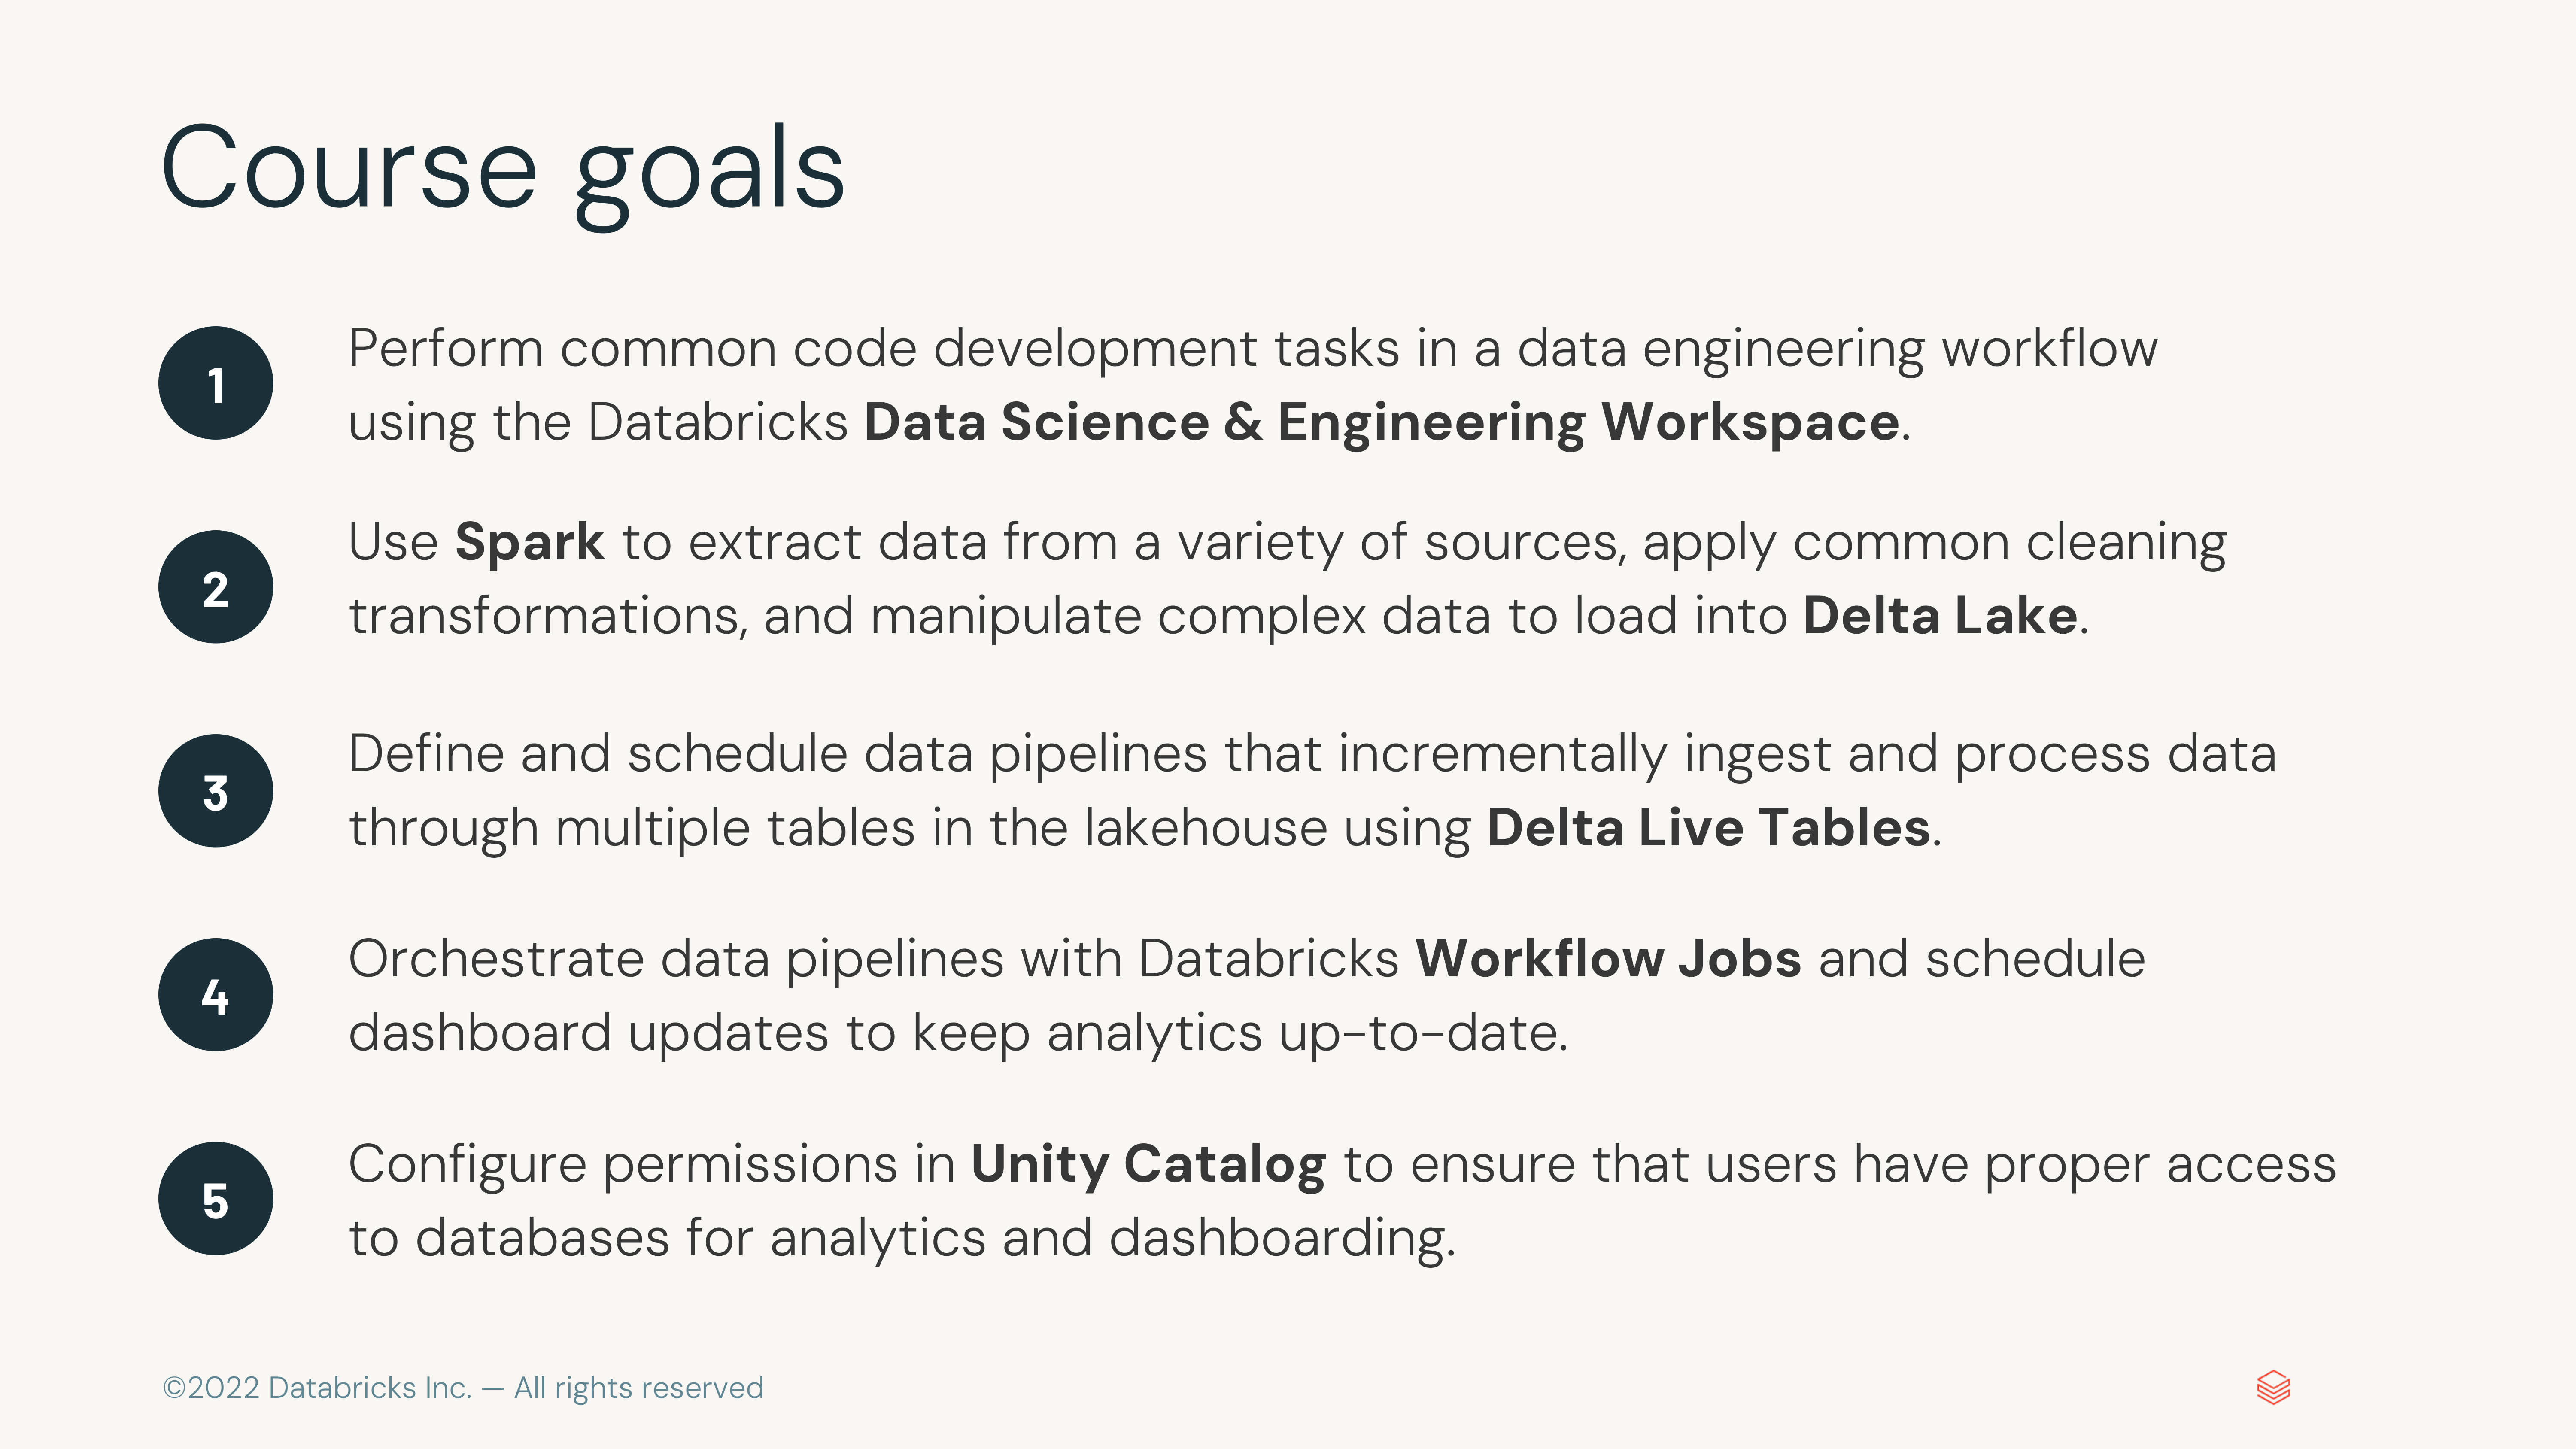 Course goals
1
Perform common code development tasks in a data engineering workflow
using the Databricks Data Science & Engineering Workspace.
2
Use Spark to extract data from a variety of sources, apply common cleaning
transformations, and manipulate complex data to load into Delta Lake.
3
Define and schedule data pipelines that incrementally ingest and process data
through multiple tables in the lakehouse using Delta Live Tables.
4
Orchestrate data pipelines with Databricks Workflow Jobs and schedule
dashboard updates to keep analytics up-to-date.
5
Configure permissions in Unity Catalog to ensure that users have proper access
to databases for analytics and dashboarding.
©2022 Databricks Inc. — All rights reserved